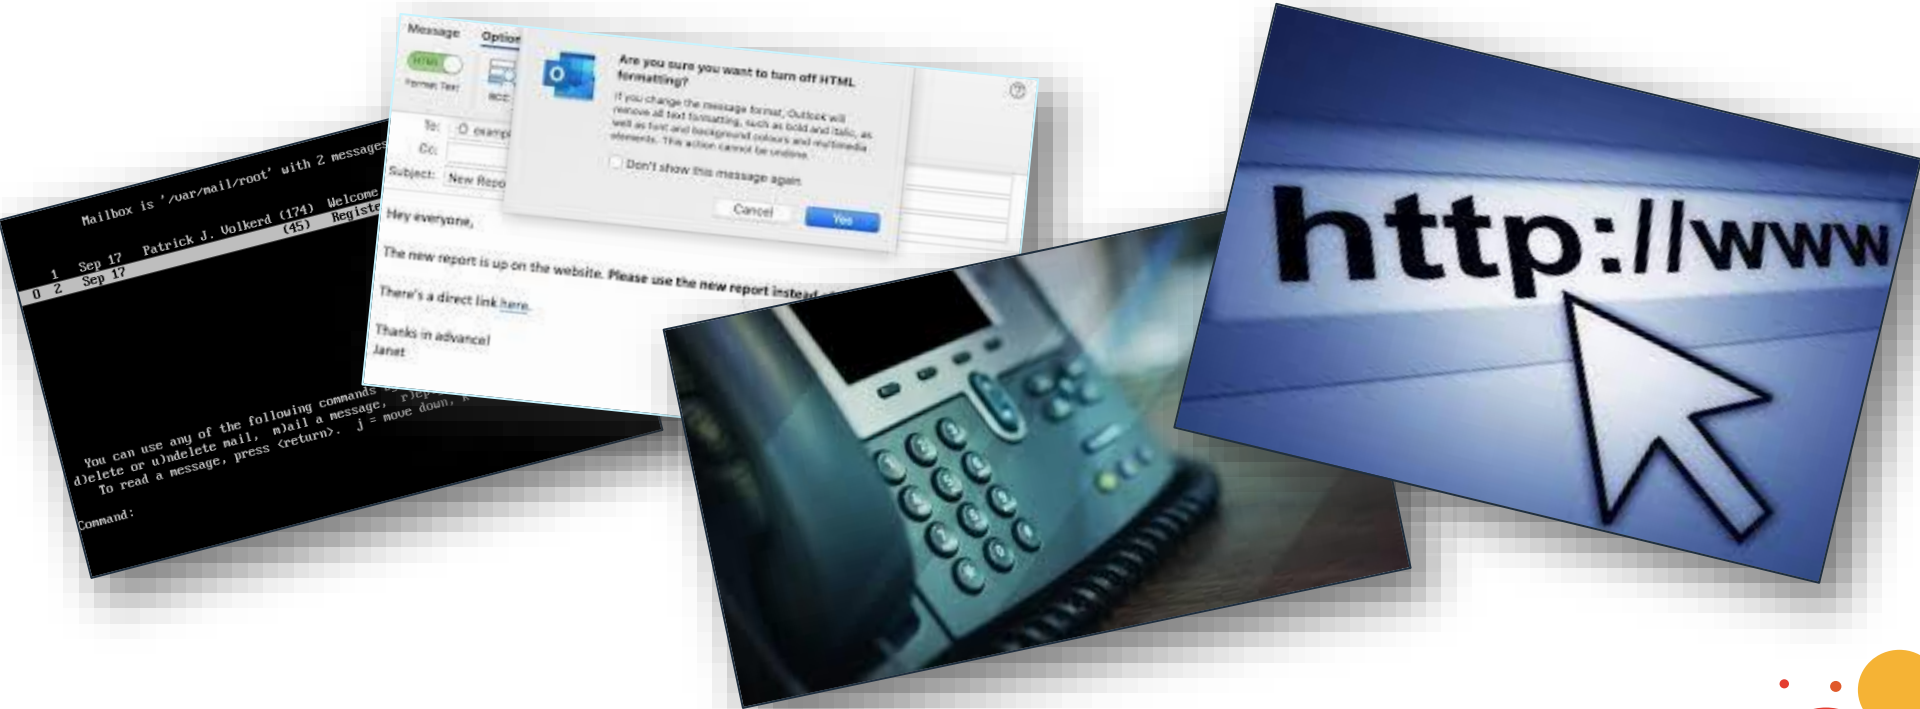 Mailbox is '/var/mail/root' with 2 messages
1 Sep 17 Patrick J. Volkerd (174) Welcome
O 2 Sep 17 (45) Registe
You can use any of the following commands
d)elete or u)ndelete mail, m)ail a message,
To read a message, press <return>. j = move down,
Command:
Message Option
HTML
Format Text BCC
To: exampl
Cc:
Subject: New Repo
Are you sure you want to turn off HTML
formatting?
If you change the message format, Outlook will
remove all text formatting, such as bold and italic, as
well as font and background colours and multimedia
elements. This action cannot be undone.
Don't show this message again
Cancel Yes
Hey everyone,
The new report is up on the website. Please use the new report instead
There's a direct link here.
Thanks in advance!
Janet
http://www